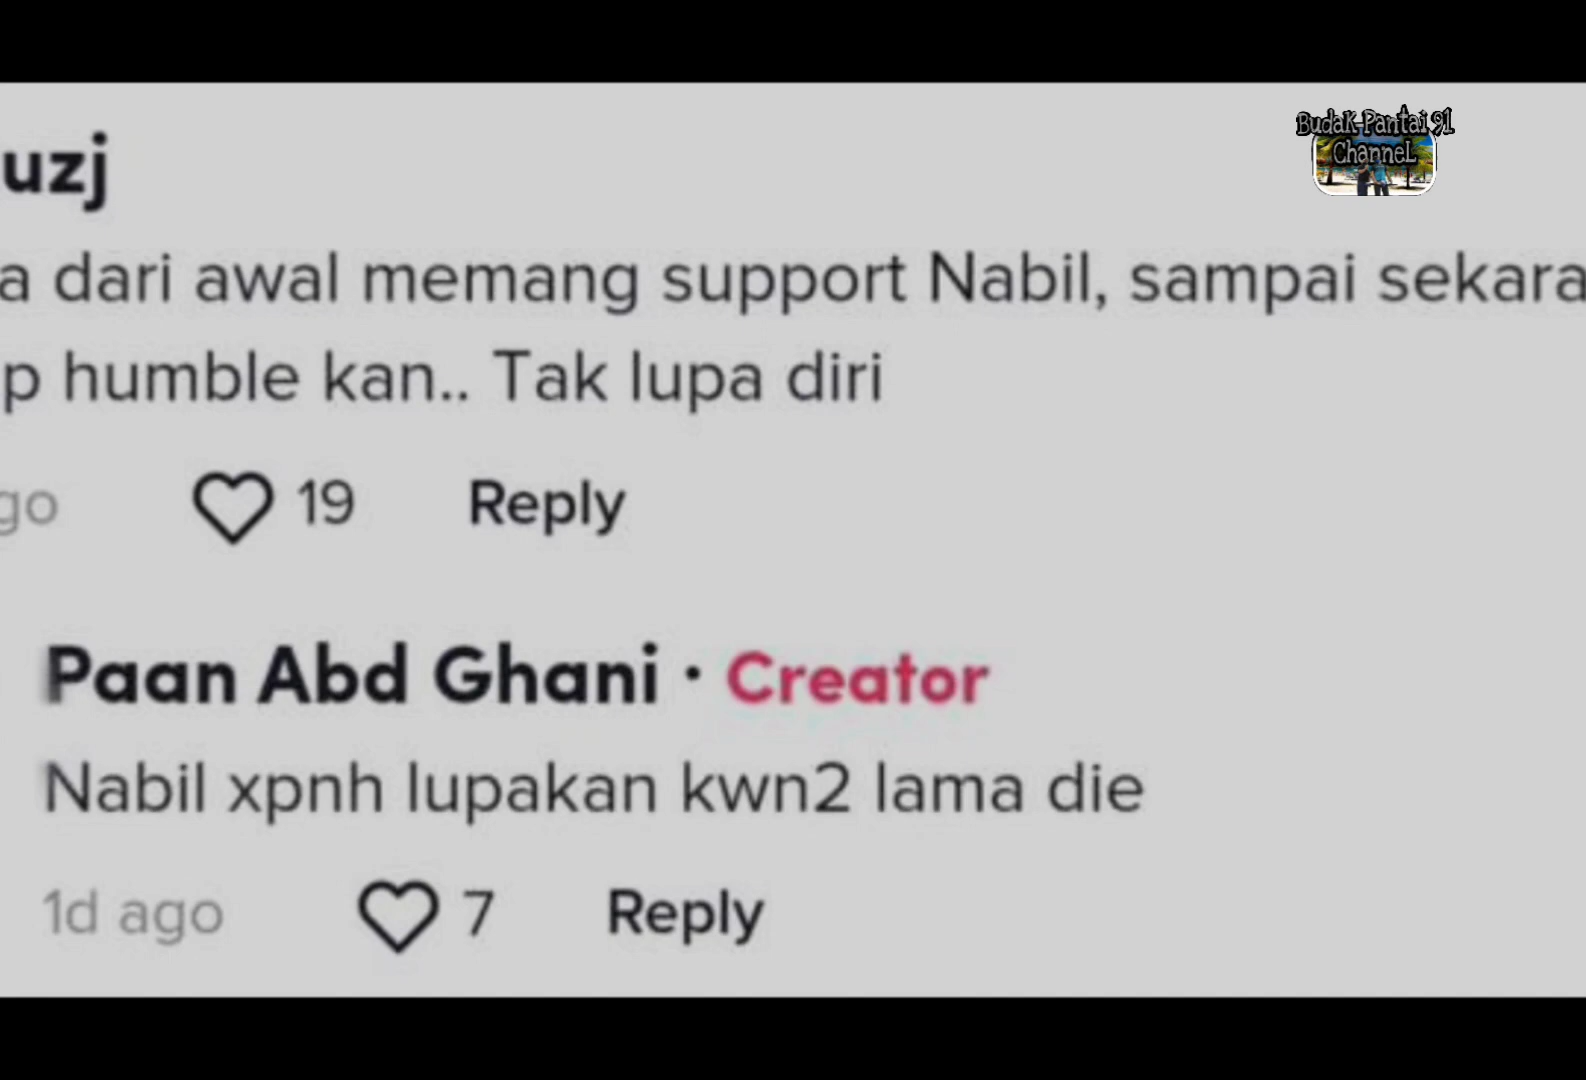 Budak Pantai 91
Channel
uzj
a dari awal memang support Nabil, sampai sekara
p humble kan.. Tak lupa diri
go 19 Reply
Paan Abd Ghani · Creator
Nabil xpnh lupakan kwn2 lama die
1d ago 7 Reply